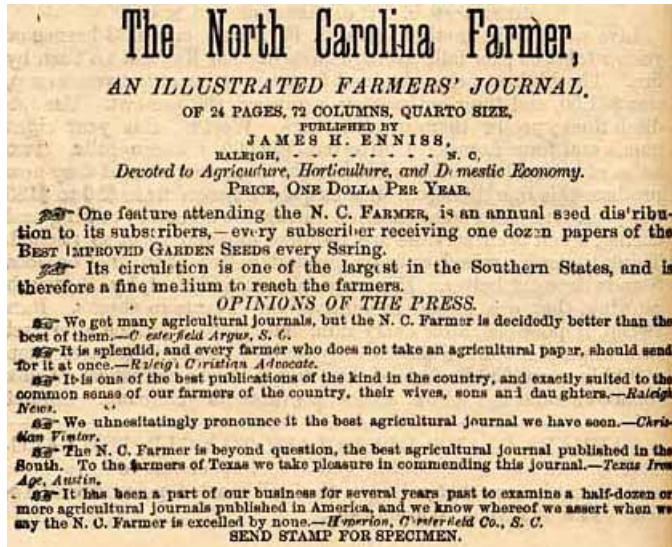 The North Carolina Farmer,
AN ILLUSTRATED FARMERS' JOURNAL.
OF 24 PAGES, 72 COLUMNS, QUARTO SIZE,
PUBLISHED BY
JAMES H. ENNISS,
RALEIGH, - - - - - - - - N. C,
Devoted to Agriculture, Horticulture, and Domestic Economy.
PRICE, ONE DOLLA PER YEAR.
☞ One feature attending the N. C. FARMER, is an annual seed distribu-
tion to its subscribers,—every subscriber receiving one dozen papers of the
BEST IMPROVED GARDEN SEEDS every Ssring.
☞ Its circulation is one of the largest in the Southern States, and is
therefore a fine medium to reach the farmers.
OPINIONS OF THE PRESS.
☞ We get many agricultural journals, but the N. C. Farmer is decidedly better than the
best of them.—C esterfield Argus, S. C.
☞ It is splendid, and every farmer who does not take an agricultural paper, should send
for it at once.—Raleigh Christian Advocate.
☞ It is one of the best publications of the kind in the country, and exactly suited to the
common sense of our farmers of the country, their wives, sons and daughters.—Raleigh
News.
☞ We unhesitatingly pronounce it the best agricultural journal we have seen.—Chris-
tian Visitor.
☞ The N. C. Farmer is beyond question, the best agricultural journal published in the
South. To the farmers of Texas we take pleasure in commending this journal.—Texas Iron
Age, Austin.
☞ It has been a part of our business for several years past to examine a half-dozen or
more agricultural journals published in America, and we know whereof we assert when we
say the N. C. Farmer is excelled by none.—Hyperion, Chesterfield Co., S. C.
SEND STAMP FOR SPECIMEN.